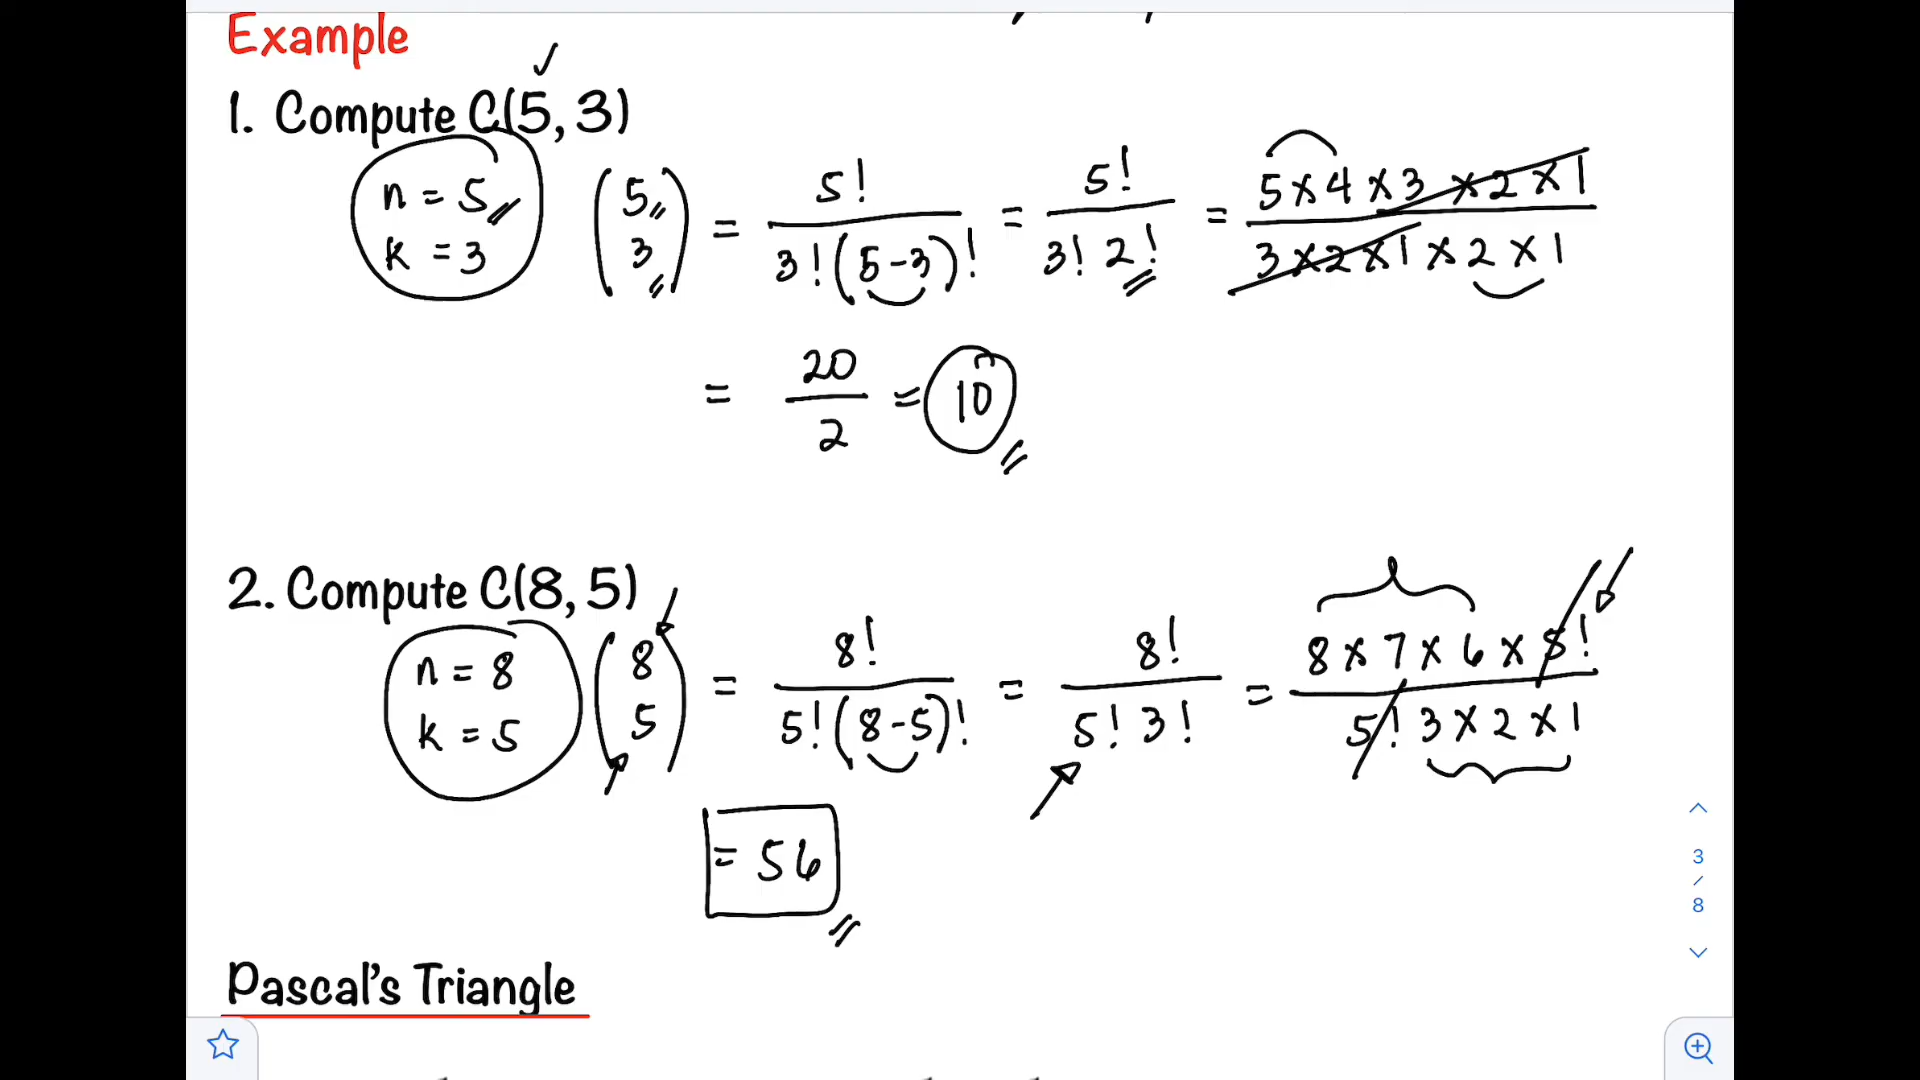 Example
1. Compute C(5, 3)
n = 5
k = 3
(5 3) = 5! / 3!(5-3)! = 5! / 3! 2! = 5 x 4 x 3 x 2 x 1 / 3 x 2 x 1 x 2 x 1
= 20 / 2 = 10
2. Compute C(8, 5)
n = 8
k = 5
(8 5) = 8! / 5!(8-5)! = 8! / 5! 3! = 8 x 7 x 6 x 5! / 5! 3 x 2 x 1
= 56
Pascal's Triangle
3
/
8